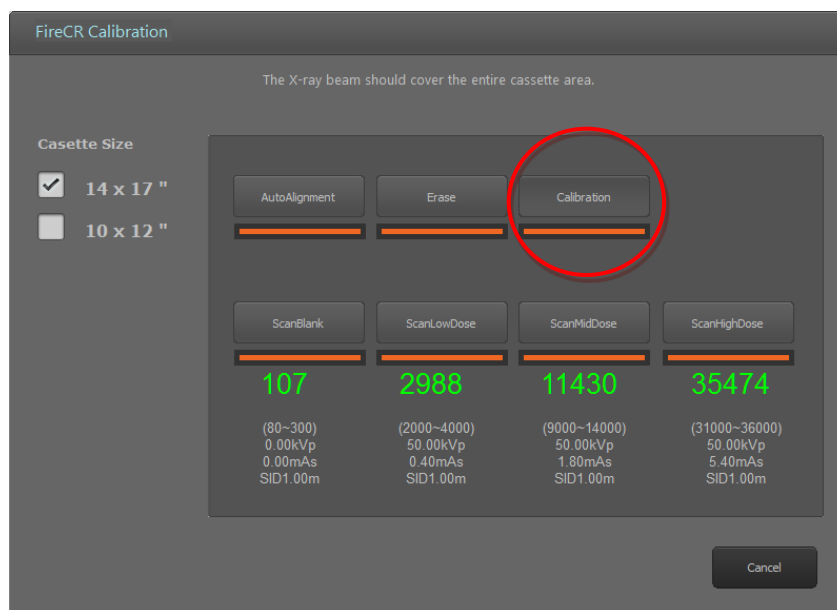 FireCR Calibration
The X-ray beam should cover the entire cassette area.
Casette Size
14 x 17 "
10 x 12 "
AutoAlignment
Erase
Calibration
ScanBlank
ScanLowDose
ScanMidDose
ScanHighDose
107
2988
11430
35474
(80~300)
0.00kVp
0.00mAs
SID1.00m
(2000~4000)
50.00kVp
0.40mAs
SID1.00m
(9000~14000)
50.00kVp
1.80mAs
SID1.00m
(31000~36000)
50.00kVp
5.40mAs
SID1.00m
Cancel